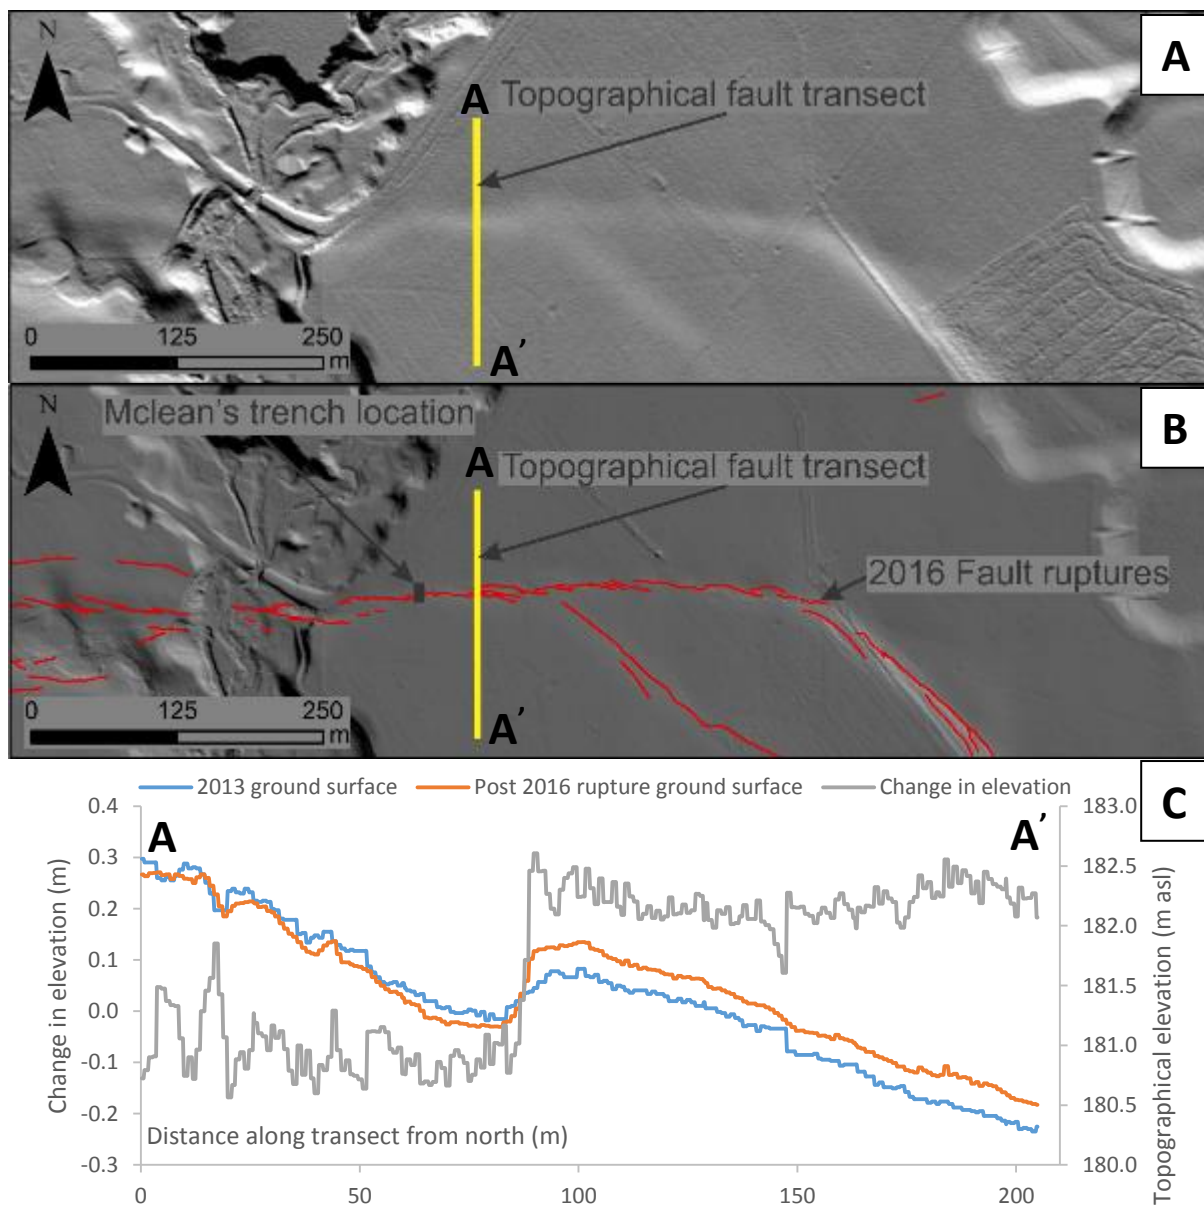 A
N
A Topographical fault transect
0 125 250
m
A’
B
N
Mclean's trench location
A Topographical fault transect
2016 Fault ruptures
0 125 250
m
A’
C
2013 ground surface Post 2016 rupture ground surface Change in elevation
A A’
Change in elevation (m)
0.4
0.3
0.2
0.1
0.0
-0.1
-0.2
-0.3
183.0
182.5
182.0
181.5
181.0
180.5
180.0
Topographical elevation (m asl)
Distance along transect from north (m)
0 50 100 150 200